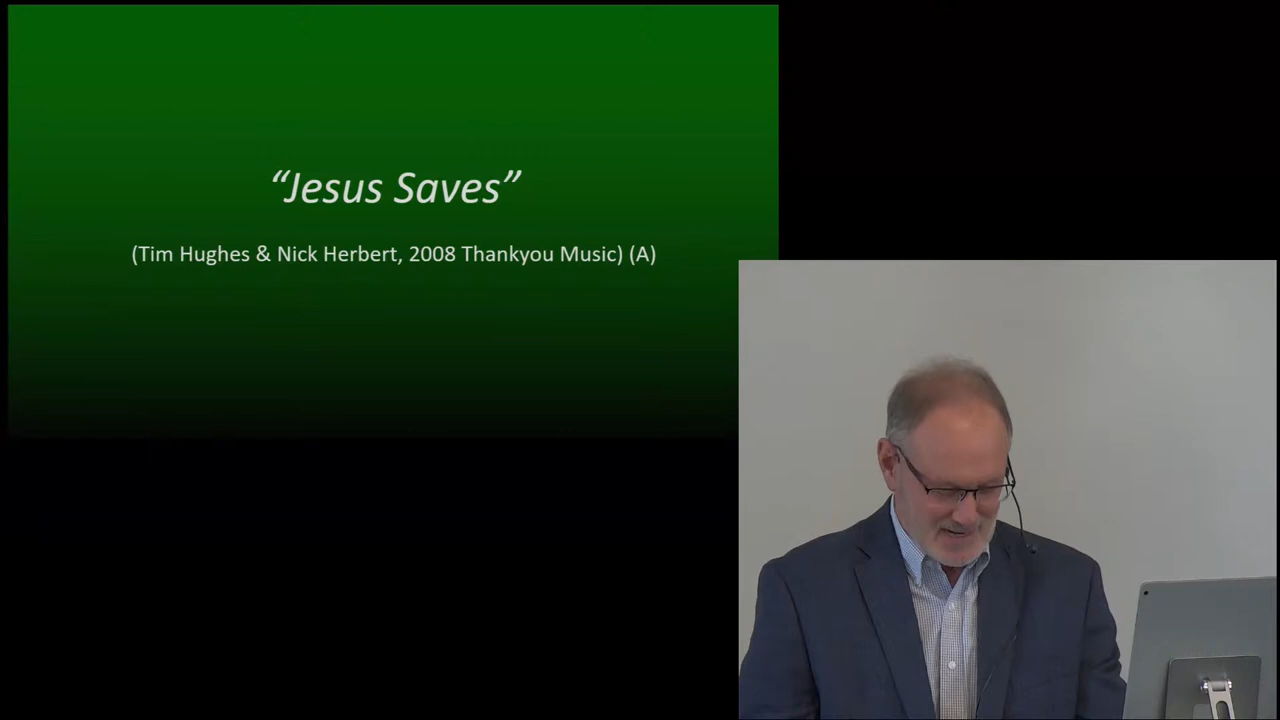 “Jesus Saves”
(Tim Hughes & Nick Herbert, 2008 Thankyou Music) (A)